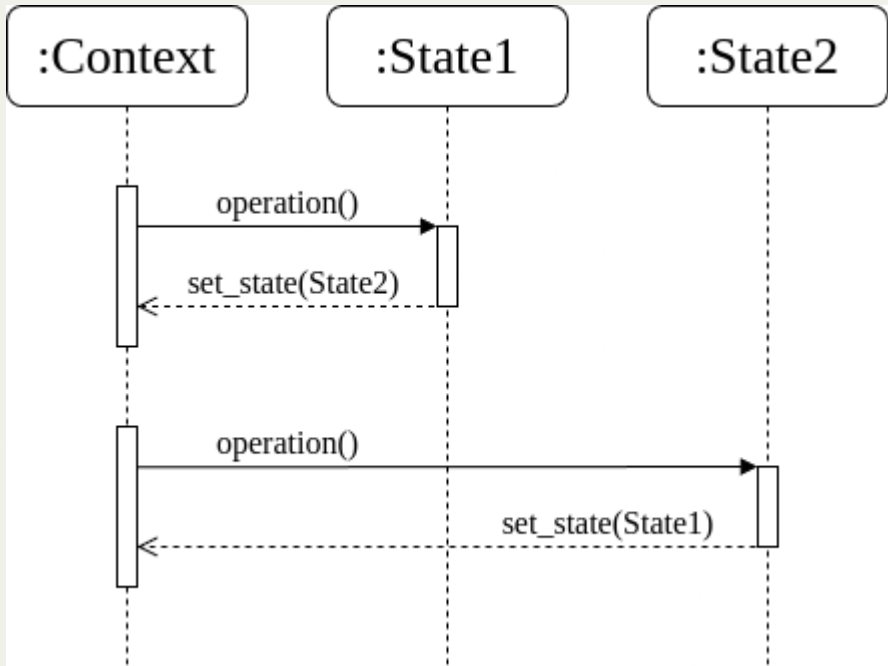 :Context
:State1
:State2
operation()
set_state(State2)
operation()
set_state(State1)